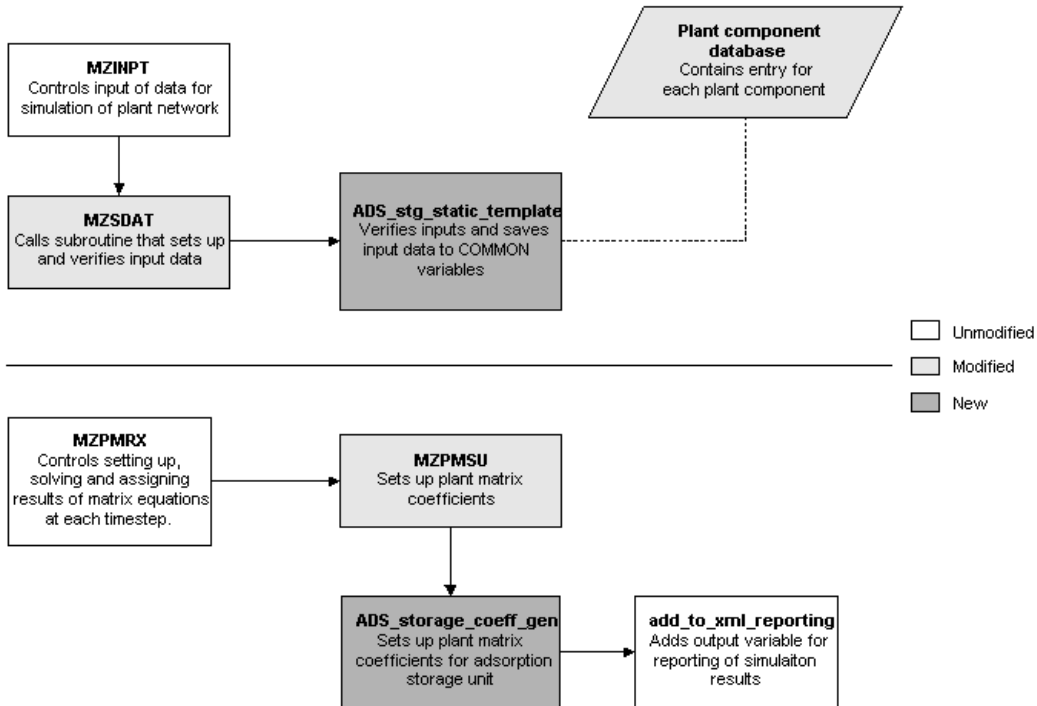 MZINPT
Controls input of data for
simulation of plant network
Plant component
database
Contains entry for
each plant component
MZSDAT
Calls subroutine that sets up
and verifies input data
ADS_stg_static_template
Verifies inputs and saves
input data to COMMON
variables
Unmodified
Modified
New
MZPMRX
Controls setting up,
solving and assigning
results of matrix equations
at each timestep.
MZPMSU
Sets up plant matrix
coefficients
ADS_storage_coeff_gen
Sets up plant matrix
coefficients for adsorption
storage unit
add_to_xml_reporting
Adds output variable for
reporting of simulaiton
results